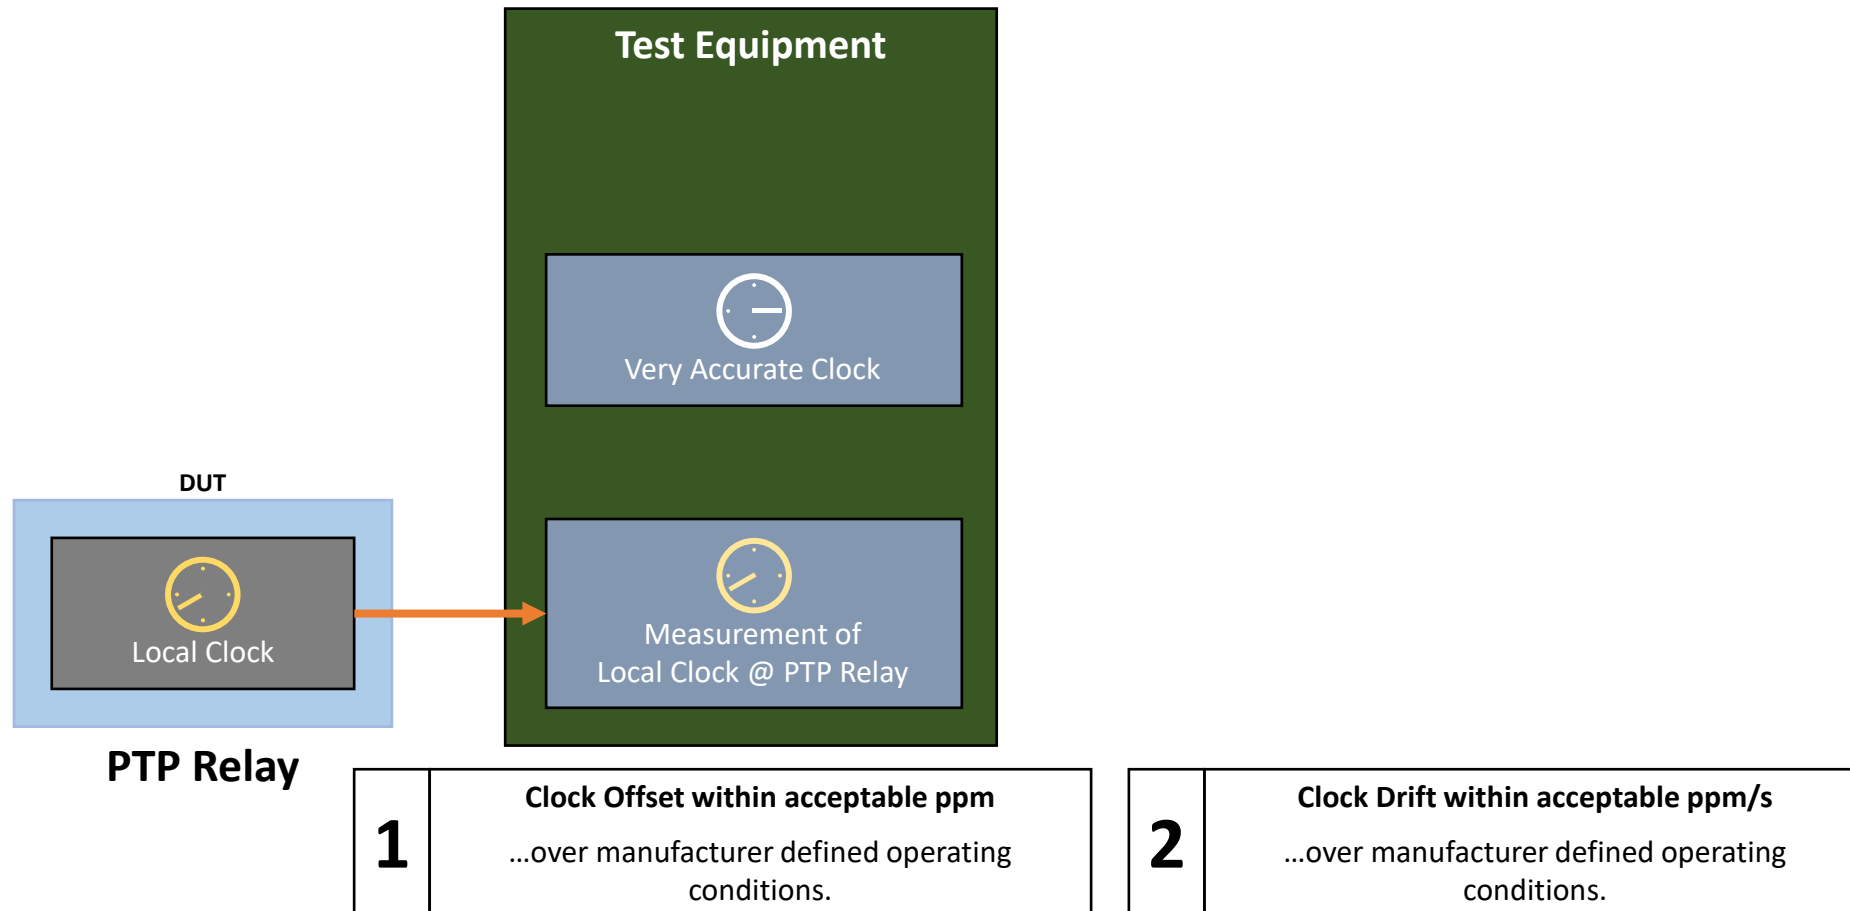 Test Equipment
Very Accurate Clock
DUT
Local Clock
Measurement of
Local Clock @ PTP Relay
PTP Relay
1
Clock Offset within acceptable ppm
...over manufacturer defined operating
conditions.
2
Clock Drift within acceptable ppm/s
...over manufacturer defined operating
conditions.